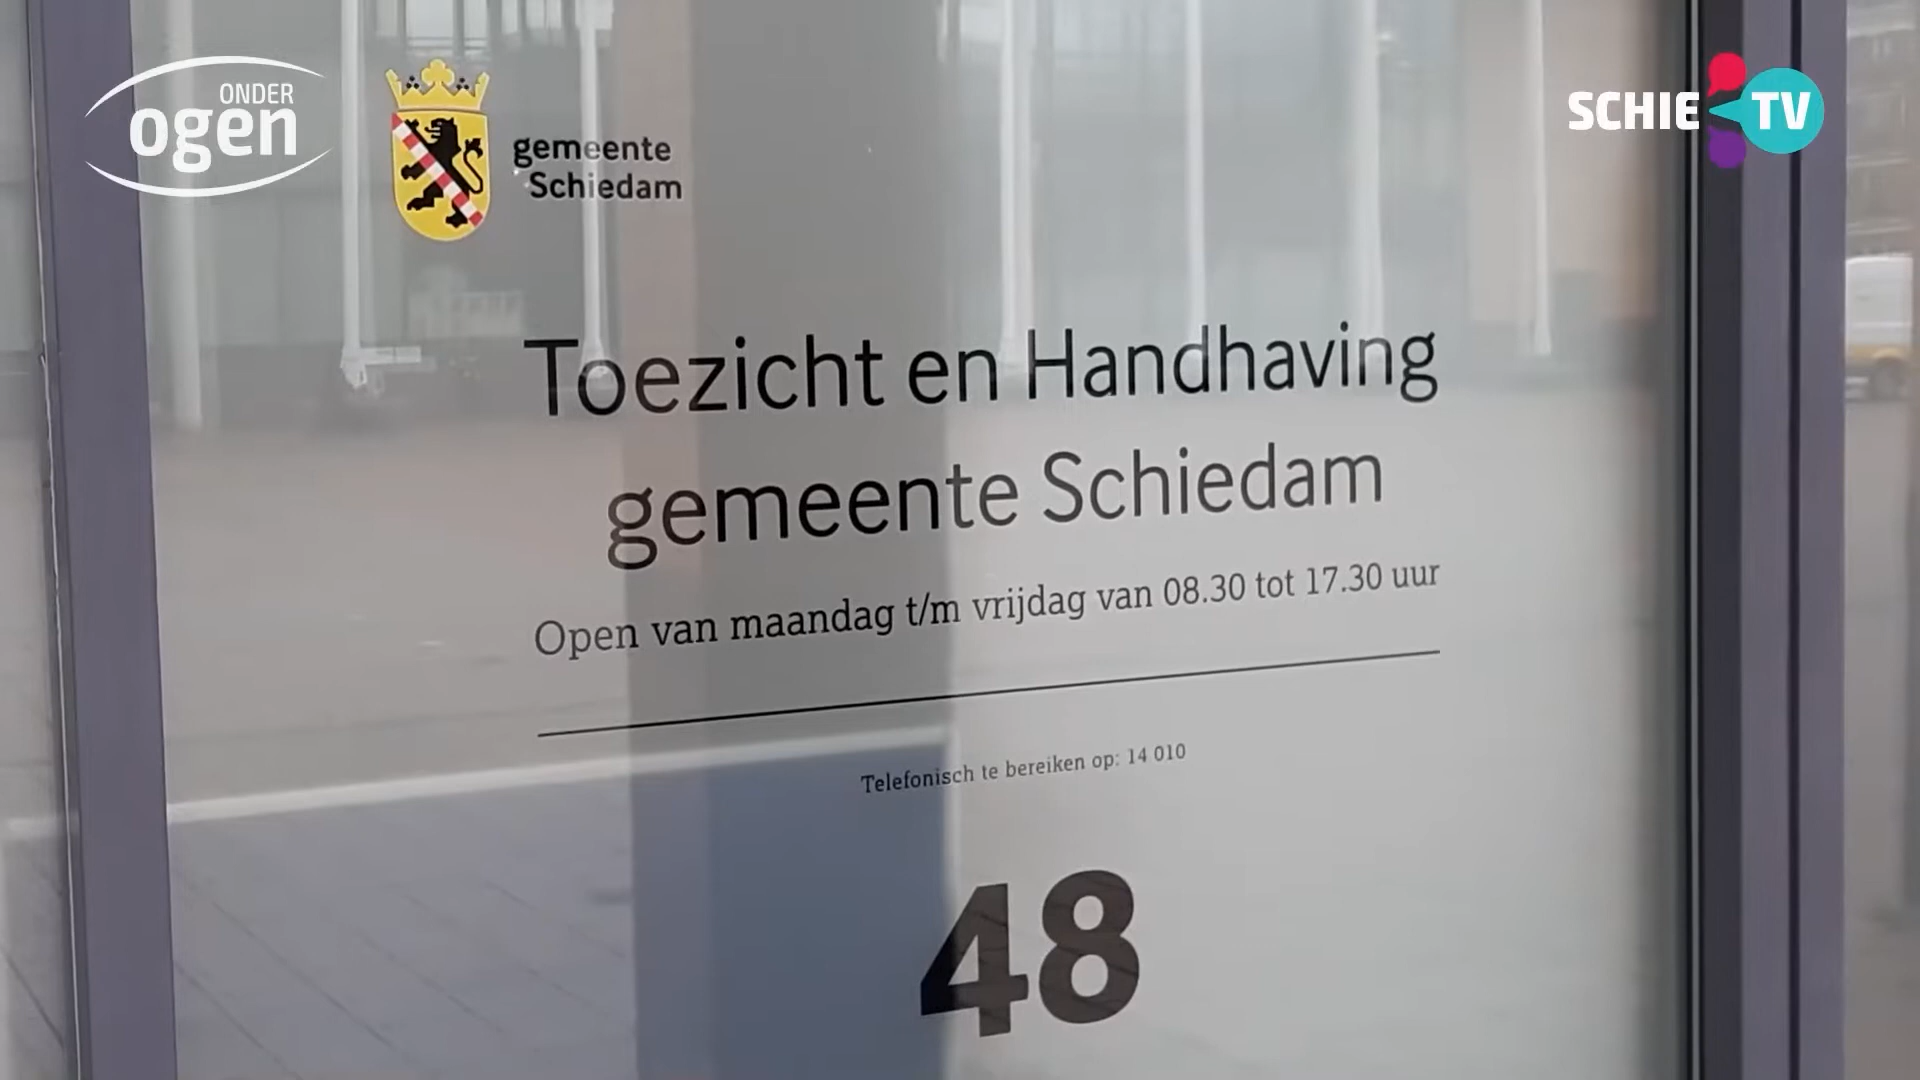 ONDER
ogen
SCHIE TV
gemeente
Schiedam
Toezicht en Handhaving
gemeente Schiedam
Open van maandag t/m vrijdag van 08.30 tot 17.30 uur
Telefonisch te bereiken op: 14 010
48